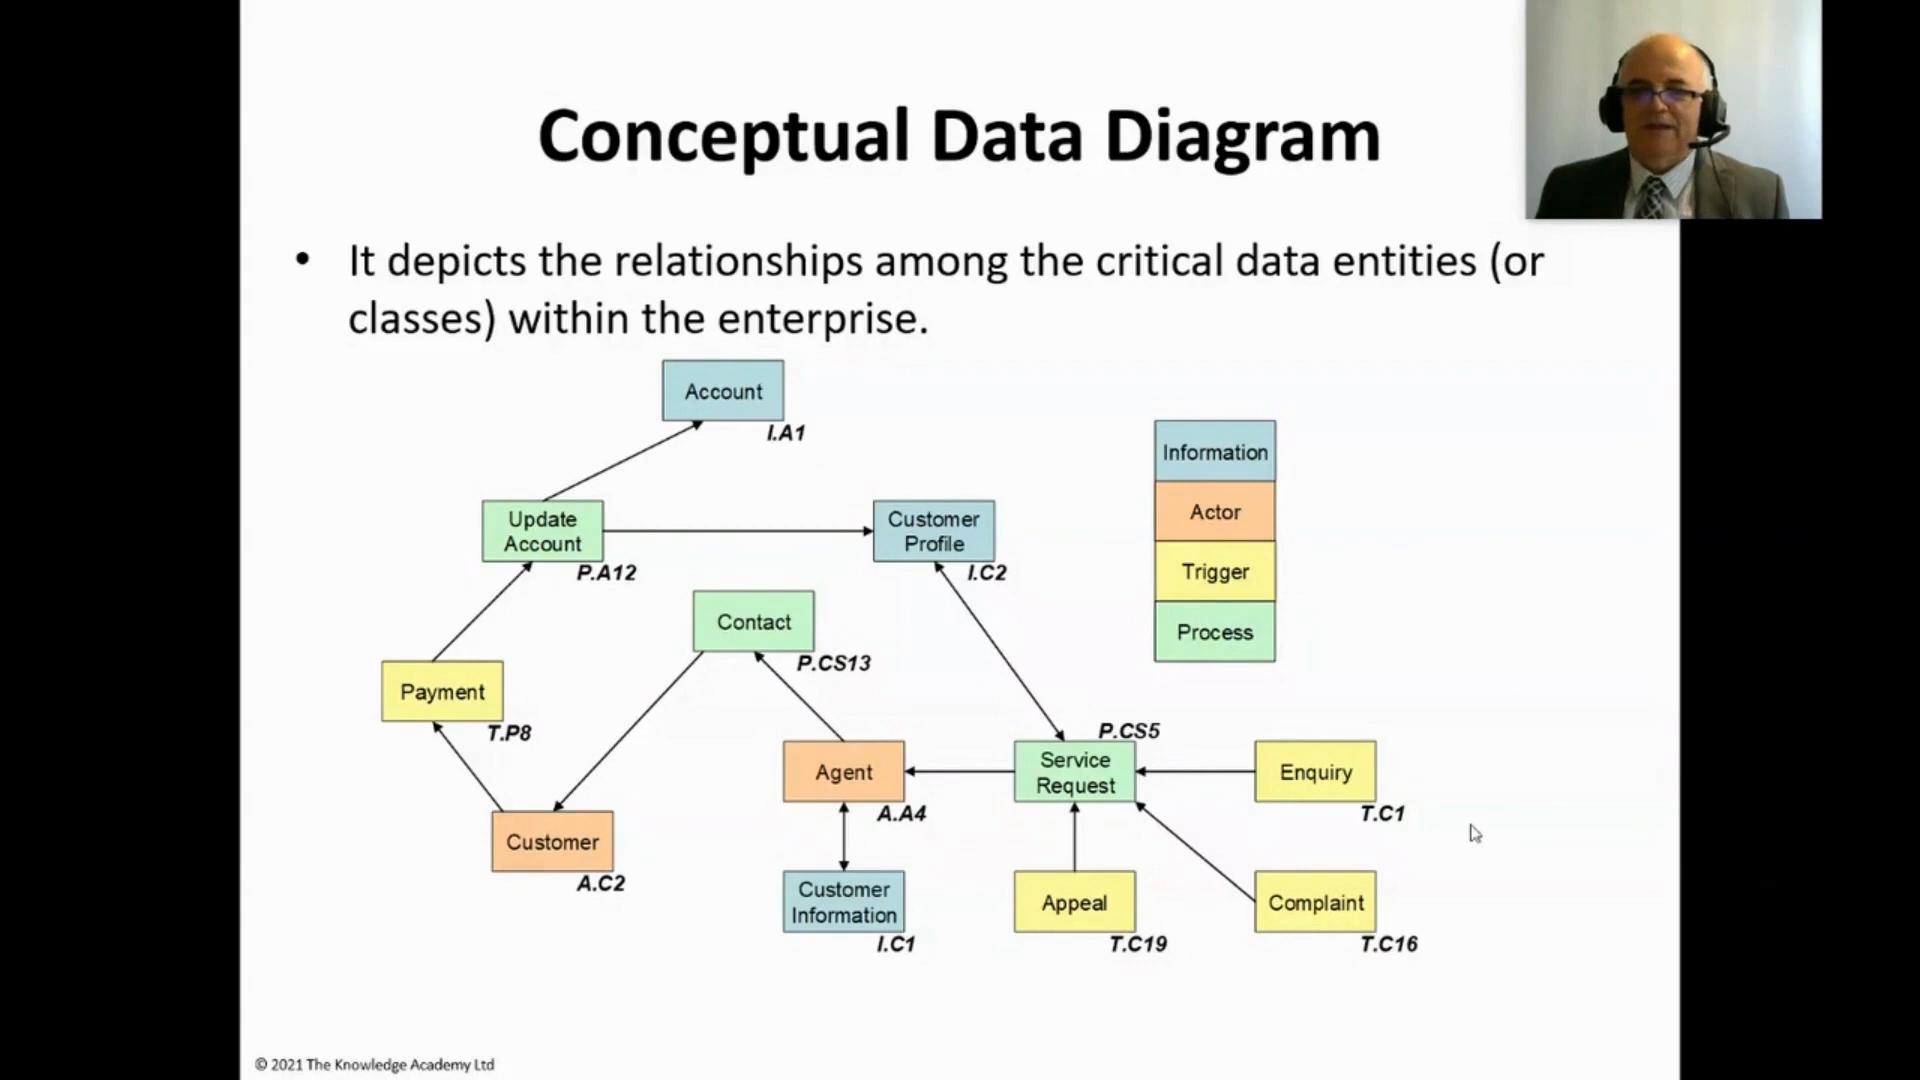 Conceptual Data Diagram
• It depicts the relationships among the critical data entities (or
classes) within the enterprise.
Account
I.A1
Information
Update
Account
P.A12
Customer
Profile
I.C2
Actor
Trigger
Contact
P.CS13
Process
Payment
T.P8
P.CS5
Agent
A.A4
Service
Request
Enquiry
T.C1
Customer
A.C2
Customer
Information
I.C1
Appeal
T.C19
Complaint
T.C16
© 2021 The Knowledge Academy Ltd